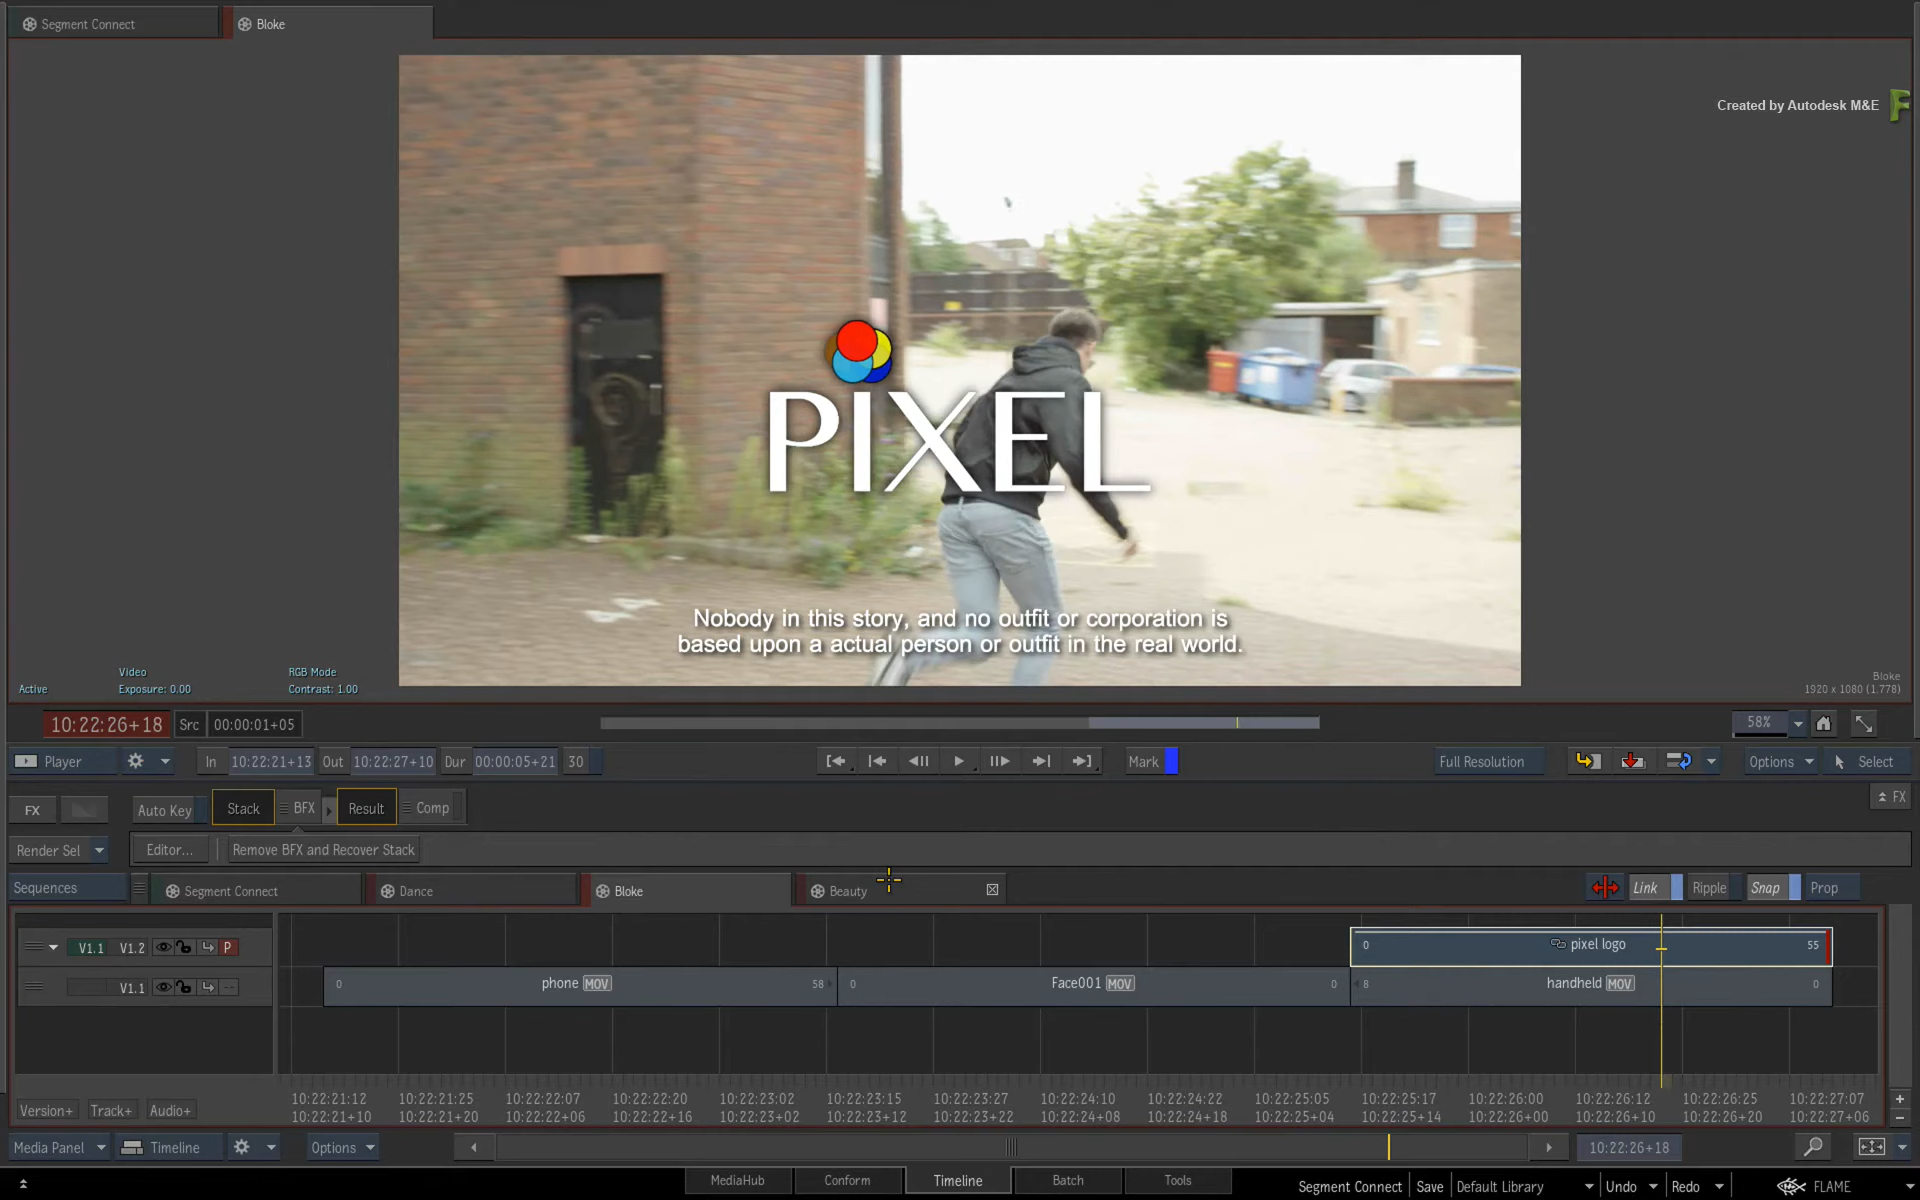 Segment Connect
Bloke
Created by Autodesk M&E
PIXEL
Nobody in this story, and no outfit or corporation is
based upon a actual person or outfit in the real world.
Video
RGB Mode
Active
Exposure: 0.00
Contrast: 1.00
Bloke
1920 x 1080 (1.778)
10:22:26+18
Src
00:00:01+05
58%
Player
In
10:22:21+13
Out
10:22:27+10
Dur
00:00:05+21
30
Mark
Full Resolution
Options
Select
FX
Auto Key
Stack
BFX
Result
Comp
FX
Render Sel
Editor...
Remove BFX and Recover Stack
Sequences
Segment Connect
Dance
Bloke
Beauty
Link
Ripple
Snap
Prop
V1.1 V1.2 P
0 pixel logo 55
V1.1
0 phone MOV 58
0 Face001 MOV 0
8 handheld MOV 0
10:22:21:12 10:22:21:25 10:22:22:07 10:22:22:20 10:22:23:02 10:22:23:15 10:22:23:27 10:22:24:10 10:22:24:22 10:22:25:05 10:22:25:17 10:22:26:00 10:22:26:12 10:22:26:25 10:22:27:07
10:22:21+10 10:22:21+20 10:22:22+06 10:22:22+16 10:22:23+02 10:22:23+12 10:22:23+22 10:22:24+08 10:22:24+18 10:22:25+04 10:22:25+14 10:22:26+00 10:22:26+10 10:22:26+20 10:22:27+06
Version+
Track+
Audio+
Media Panel
Timeline
Options
10:22:26+18
MediaHub
Conform
Timeline
Batch
Tools
Segment Connect
Save
Default Library
Undo
Redo
FLAME